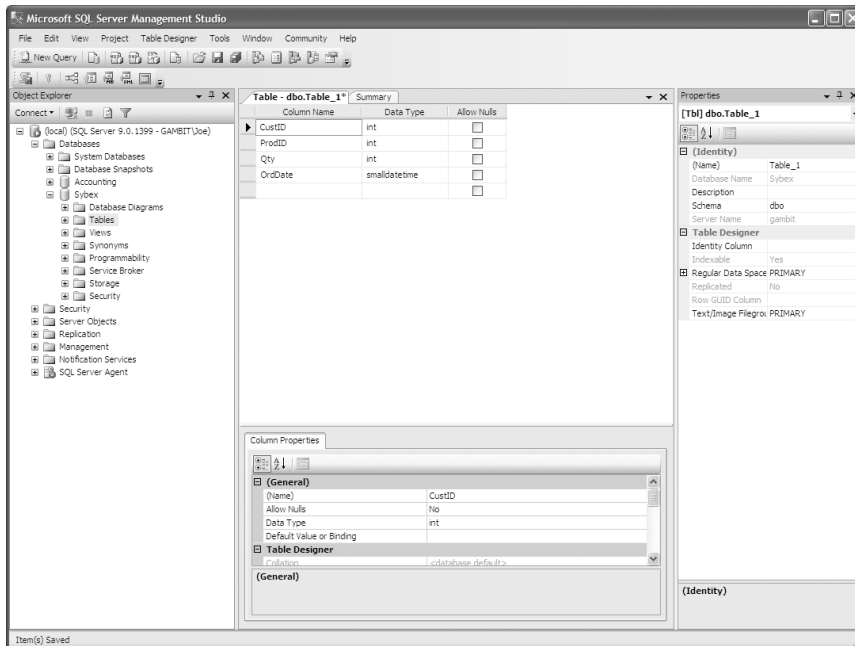 Microsoft SQL Server Management Studio
File Edit View Project Table Designer Tools Window Community Help
New Query
Object Explorer
Connect
(local) (SQL Server 9.0.1399 - GAMBIT\Joe)
Databases
System Databases
Database Snapshots
Accounting
Sybex
Database Diagrams
Tables
Views
Synonyms
Programmability
Service Broker
Storage
Security
Security
Server Objects
Replication
Management
Notification Services
SQL Server Agent
Table - dbo.Table_1* Summary
Column Name Data Type Allow Nulls
CustID int
ProdID int
Qty int
OrdDate smalldatetime
Column Properties
(General)
(Name) CustID
Allow Nulls No
Data Type int
Default Value or Binding
Table Designer
Collation <database default>
(General)
Properties
[Tbl] dbo.Table_1
(Identity)
(Name) Table_1
Database Name Sybex
Description
Schema dbo
Server Name gambit
Table Designer
Identity Column
Indexable Yes
Regular Data Space PRIMARY
Replicated No
Row GUID Column
Text/Image Filegrou PRIMARY
(Identity)
Item(s) Saved